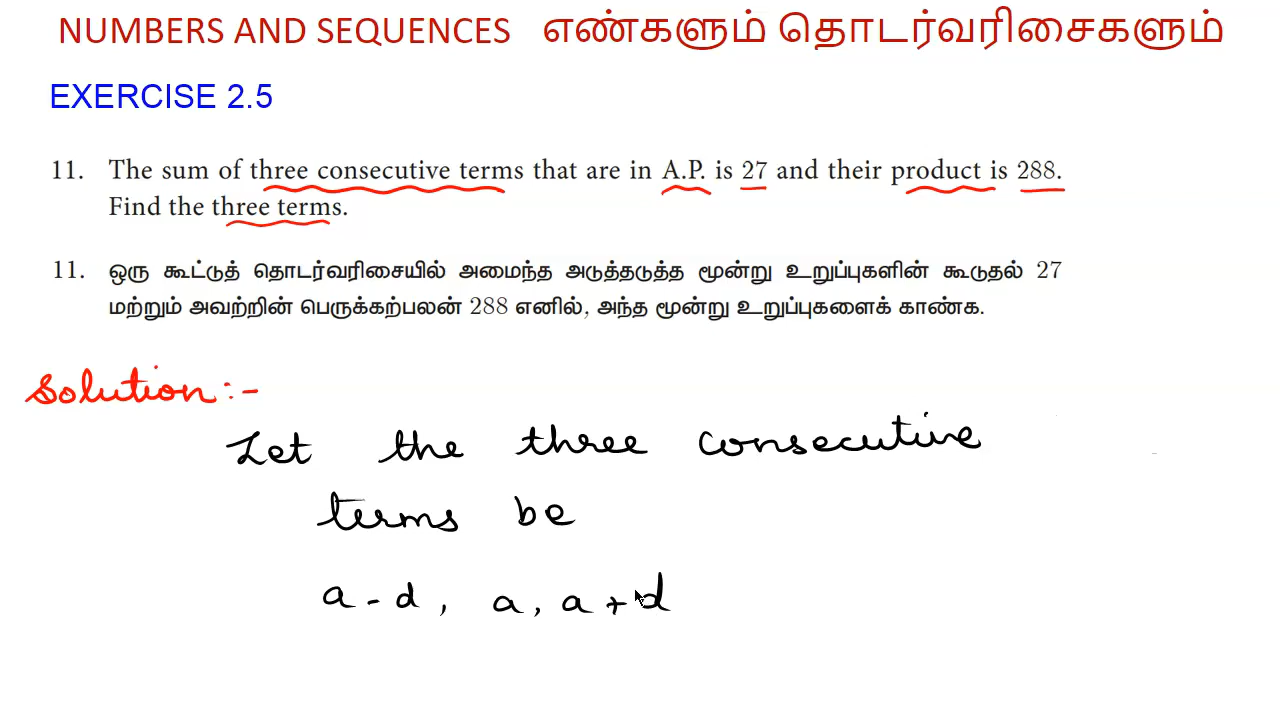 NUMBERS AND SEQUENCES எண்களும் தொடர்வரிசைகளும்
EXERCISE 2.5
11. The sum of three consecutive terms that are in A.P. is 27 and their product is 288.
Find the three terms.
11. ஒரு கூட்டுத் தொடர்வரிசையில் அமைந்த அடுத்தடுத்த மூன்று உறுப்புகளின் கூடுதல் 27
மற்றும் அவற்றின் பெருக்கற்பலன் 288 எனில், அந்த மூன்று உறுப்புகளைக் காண்க.
Solution:-
Let the three consecutive
terms be
a - d, a, a + d